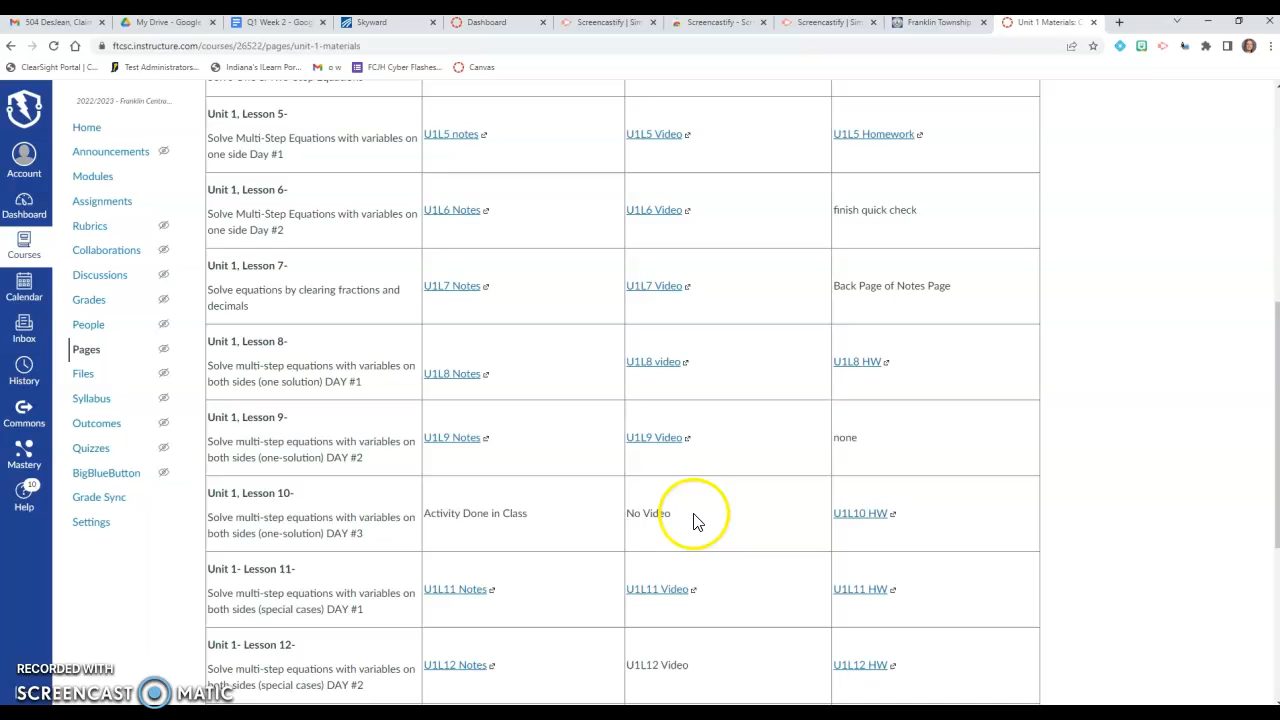 504 DesJean, Clair
My Drive - Google
Q1 Week 2 - Goog
Skyward
Dashboard
Screencastify | Sim
Screencastify - Scr
Screencastify | Sim
Franklin Township
Unit 1 Materials: C
ftcsc.instructure.com/courses/26522/pages/unit-1-materials
ClearSight Portal | C...
Test Administrators...
Indiana's ILearn Por...
o w
FCJH Cyber Flashes...
Canvas
Account
Dashboard
Courses
Calendar
Inbox
History
Commons
Mastery
10
Help
2022/2023 - Franklin Centra...
Home
Announcements
Modules
Assignments
Rubrics
Collaborations
Discussions
Grades
People
Pages
Files
Syllabus
Outcomes
Quizzes
BigBlueButton
Grade Sync
Settings
Unit 1, Lesson 5-
Solve Multi-Step Equations with variables on
one side Day #1
U1L5 notes
U1L5 Video
U1L5 Homework
Unit 1, Lesson 6-
Solve Multi-Step Equations with variables on
one side Day #2
U1L6 Notes
U1L6 Video
finish quick check
Unit 1, Lesson 7-
Solve equations by clearing fractions and
decimals
U1L7 Notes
U1L7 Video
Back Page of Notes Page
Unit 1, Lesson 8-
Solve multi-step equations with variables on
both sides (one solution) DAY #1
U1L8 Notes
U1L8 video
U1L8 HW
Unit 1, Lesson 9-
Solve multi-step equations with variables on
both sides (one-solution) DAY #2
U1L9 Notes
U1L9 Video
none
Unit 1, Lesson 10-
Solve multi-step equations with variables on
both sides (one-solution) DAY #3
Activity Done in Class
No Video
U1L10 HW
Unit 1- Lesson 11-
Solve multi-step equations with variables on
both sides (special cases) DAY #1
U1L11 Notes
U1L11 Video
U1L11 HW
Unit 1- Lesson 12-
Solve multi-step equations with variables on
both sides (special cases) DAY #2
U1L12 Notes
U1L12 Video
U1L12 HW
RECORDED WITH
SCREENCAST MATIC